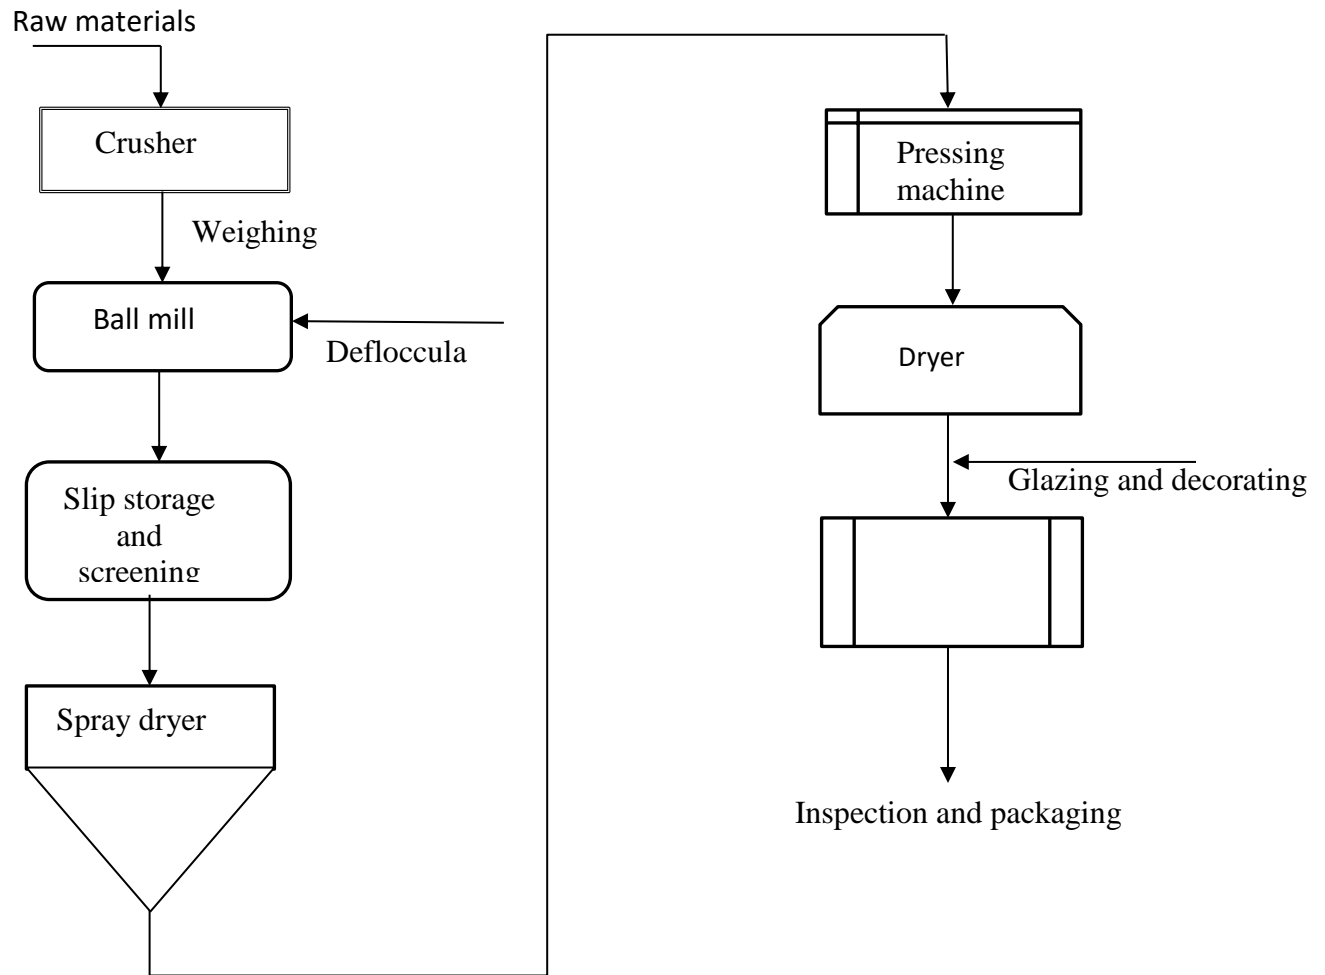 Raw materials
Crusher
Weighing
Ball mill
Defloccula
Slip storage
and
screening
Spray dryer
Pressing
machine
Dryer
Glazing and decorating
Inspection and packaging